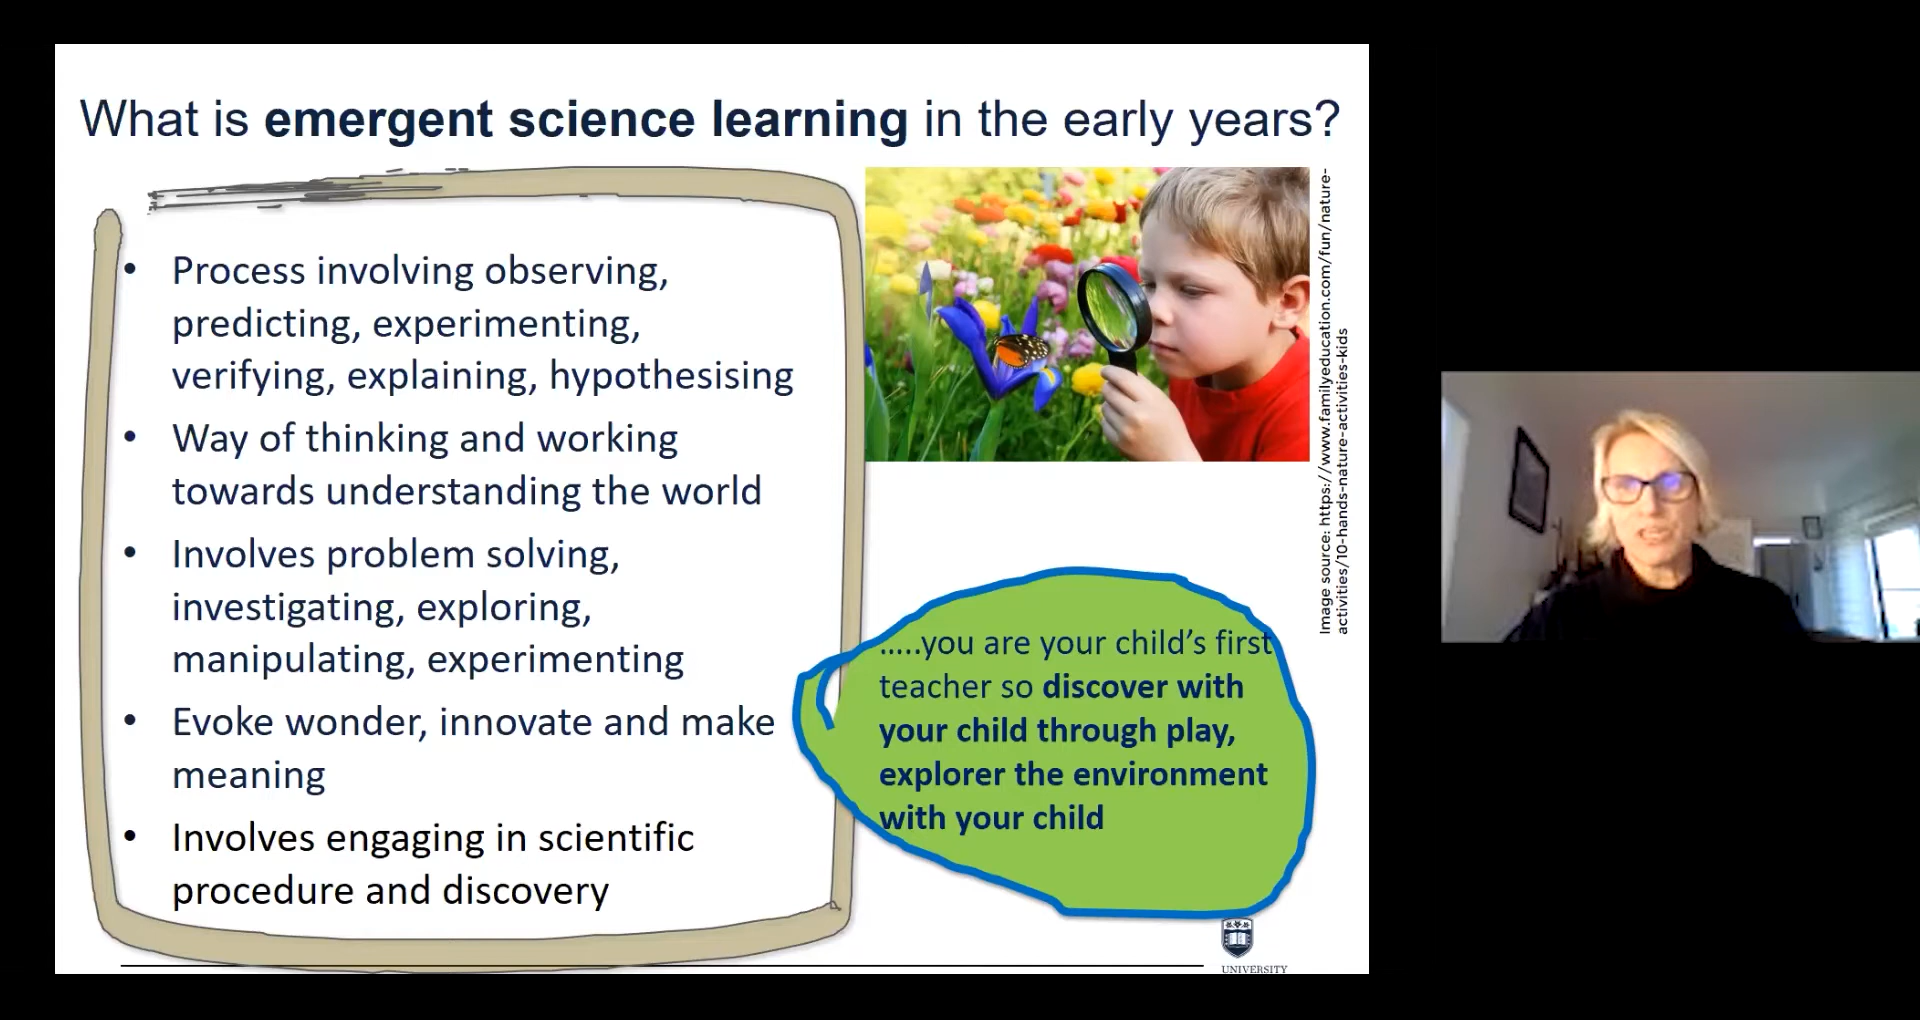 What is emergent science learning in the early years?
• Process involving observing,
predicting, experimenting,
verifying, explaining, hypothesising
• Way of thinking and working
towards understanding the world
• Involves problem solving,
investigating, exploring,
manipulating, experimenting
• Evoke wonder, innovate and make
meaning
• Involves engaging in scientific
procedure and discovery
Image source: https://www.familyeducation.com/fun/nature-
activities/10-hands-nature-activities-kids
.....you are your child's first
teacher so discover with
your child through play,
explorer the environment
with your child
UNIVERSITY